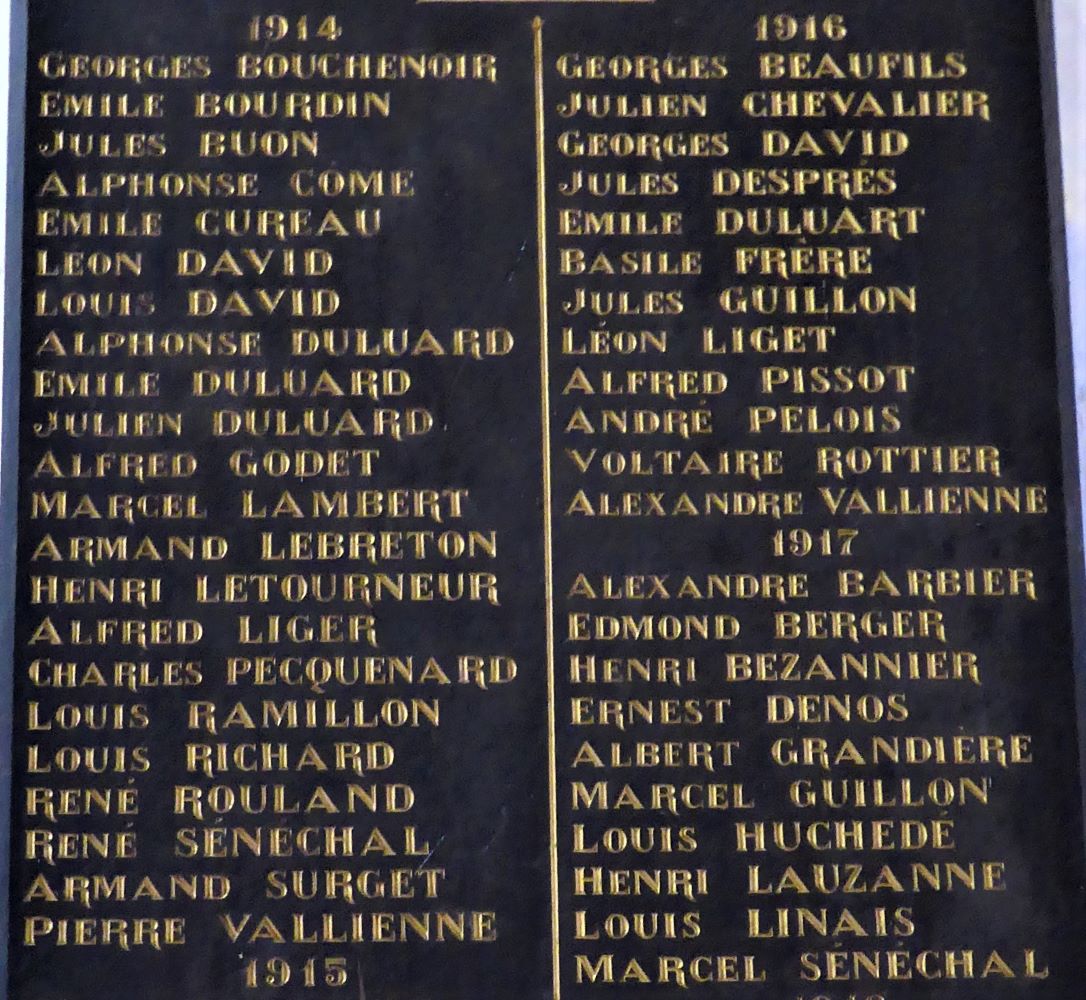 1914
GEORGES BOUCHENOIR
EMILE BOURDIN
JULES BUON
ALPHONSE CÔME
EMILE CUREAU
LÉON DAVID
LOUIS DAVID
ALPHONSE DULUARD
EMILE DULUARD
JULIEN DULUARD
ALFRED GODET
MARCEL LAMBERT
ARMAND LEBRETON
HENRI LETOURNEUR
ALFRED LIGER
CHARLES PECQUENARD
LOUIS RAMILLON
LOUIS RICHARD
RENÉ ROULAND
RENÉ SÉNÉCHAL
ARMAND SURGET
PIERRE VALLIENNE
1915
1916
GEORGES BEAUFILS
JULIEN CHEVALIER
GEORGES DAVID
JULES DESPRÉS
EMILE DULUART
BASILE FRÈRE
JULES GUILLON
LÉON LIGET
ALFRED PISSOT
ANDRÉ PELOIS
VOLTAIRE ROTTIER
ALEXANDRE VALLIENNE
1917
ALEXANDRE BARBIER
EDMOND BERGER
HENRI BEZANNIER
ERNEST DENOS
ALBERT GRANDIÈRE
MARCEL GUILLON
LOUIS HUCHEDÉ
HENRI LAUZANNE
LOUIS LINAIS
MARCEL SÉNÉCHAL